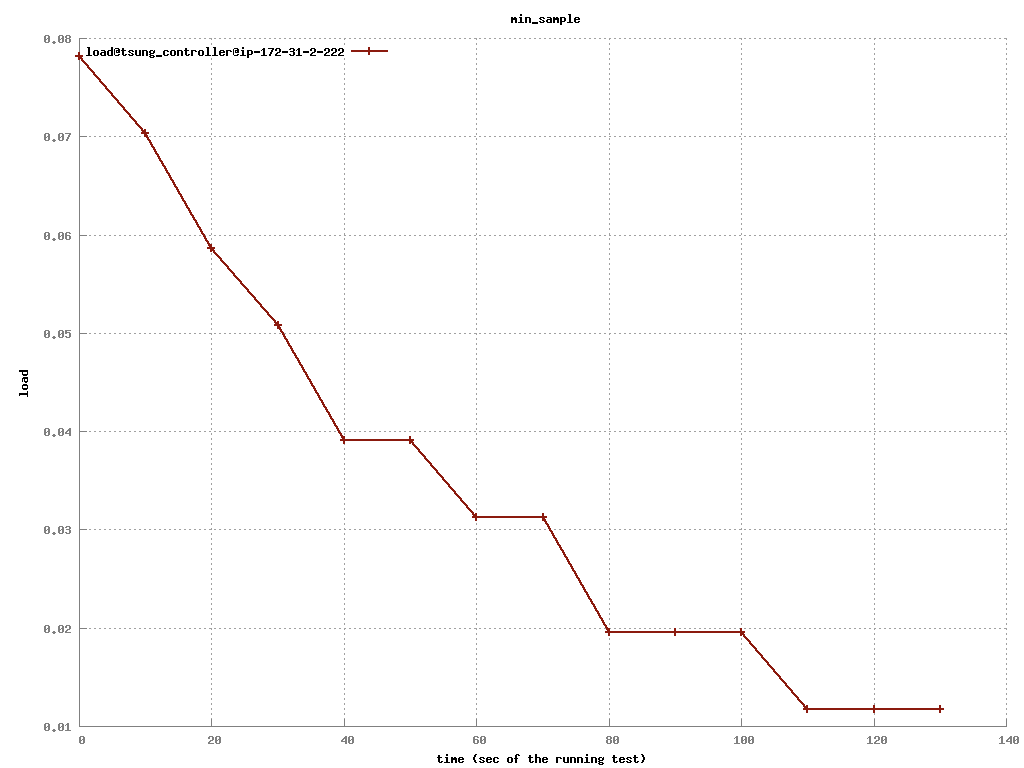 min_sample
load@tsung_controller@ip-172-31-2-222
0.08
0.07
0.06
0.05
0.04
0.03
0.02
0.01
load
0 20 40 60 80 100 120 140
time (sec of the running test)